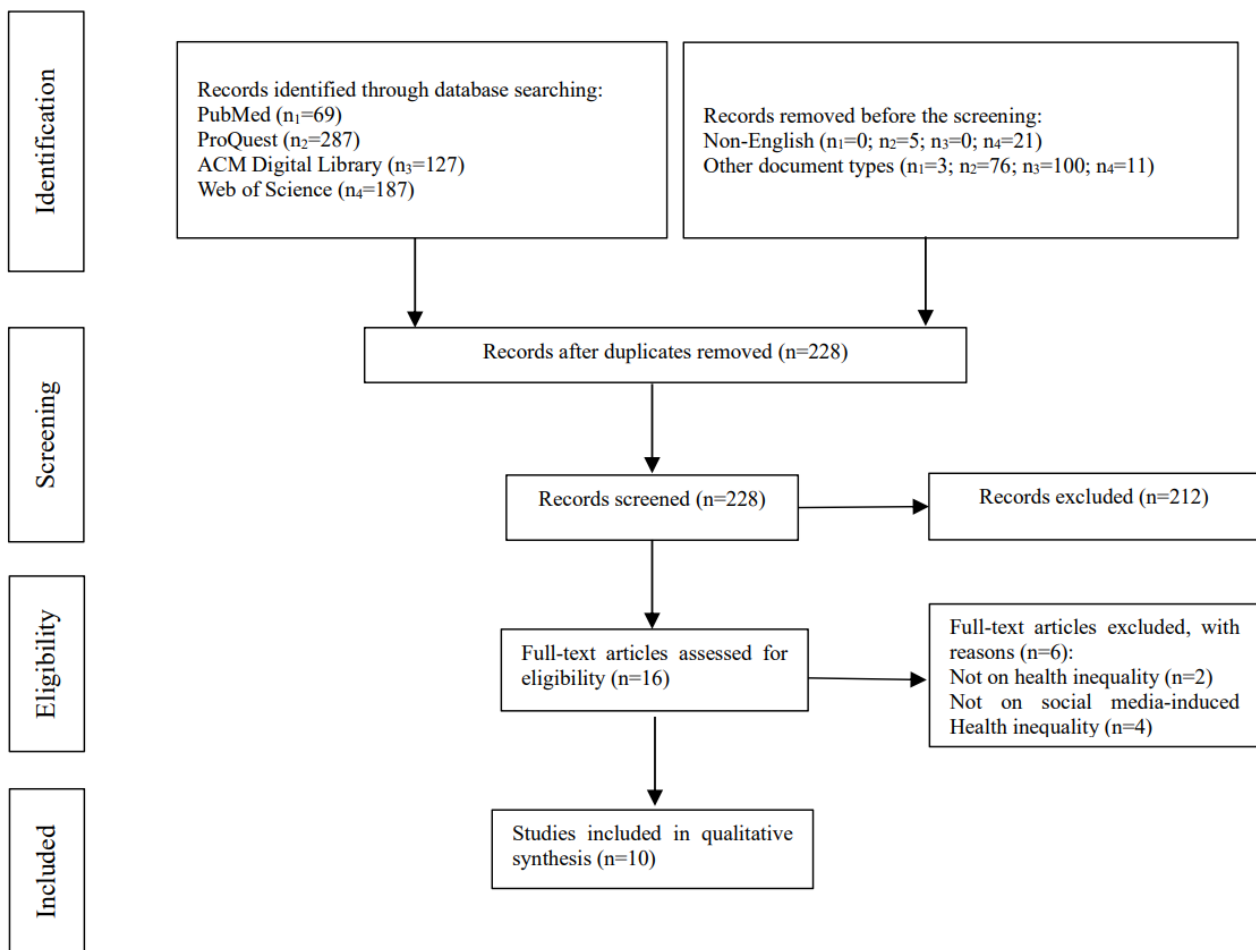 Identification
Records identified through database searching:
PubMed (n₁=69)
ProQuest (n₂=287)
ACM Digital Library (n₃=127)
Web of Science (n₄=187)
Records removed before the screening:
Non-English (n₁=0; n₂=5; n₃=0; n₄=21)
Other document types (n₁=3; n₂=76; n₃=100; n₄=11)
Screening
Records after duplicates removed (n=228)
Records screened (n=228)
Records excluded (n=212)
Eligibility
Full-text articles assessed for
eligibility (n=16)
Full-text articles excluded, with
reasons (n=6):
Not on health inequality (n=2)
Not on social media-induced
Health inequality (n=4)
Included
Studies included in qualitative
synthesis (n=10)